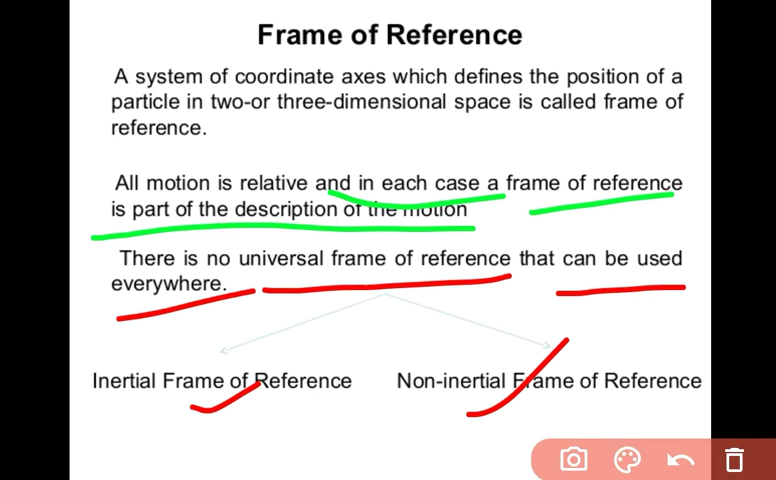 Frame of Reference
A system of coordinate axes which defines the position of a
particle in two-or three-dimensional space is called frame of
reference.
All motion is relative and in each case a frame of reference
is part of the description of the motion
There is no universal frame of reference that can be used
everywhere.
Inertial Frame of Reference
Non-inertial Frame of Reference